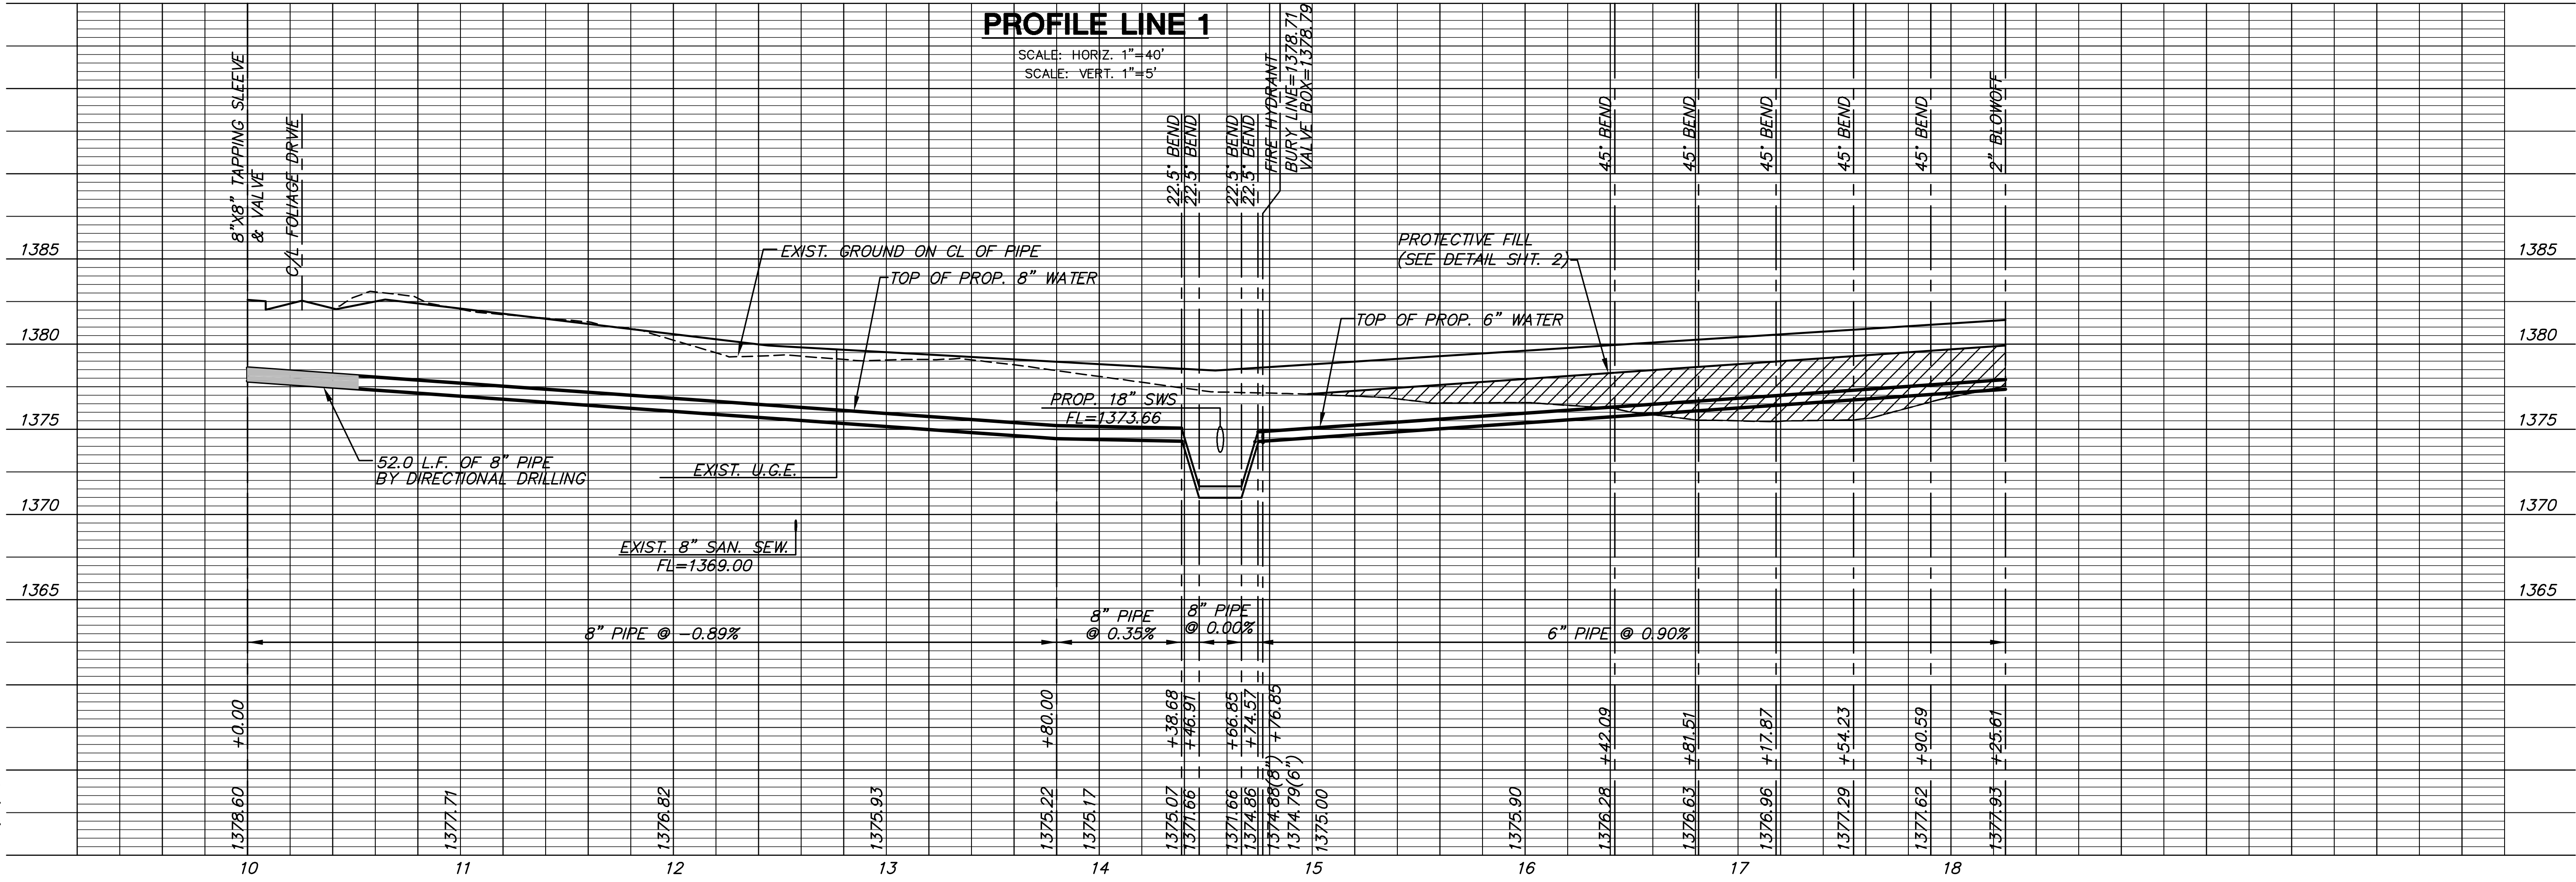 PROFILE LINE 1
SCALE: HORIZ. 1"=40'
SCALE: VERT. 1"=5'
8"X8" TAPPING SLEEVE
& VALVE
C/L FOLIAGE DRVIE
22.5° BEND
22.5° BEND
22.5° BEND
22.5° BEND
FIRE HYDRANT
BURY LINE=1378.71
VALVE BOX=1378.79
45° BEND
45° BEND
45° BEND
45° BEND
45° BEND
2" BLOWOFF
1385
1385
EXIST. GROUND ON CL OF PIPE
TOP OF PROP. 8" WATER
PROTECTIVE FILL
(SEE DETAIL SHT. 2)
1380
1380
TOP OF PROP. 6" WATER
PROP. 18" SWS
FL=1373.66
1375
1375
52.0 L.F. OF 8" PIPE
BY DIRECTIONAL DRILLING
EXIST. U.G.E.
1370
1370
EXIST. 8" SAN. SEW.
FL=1369.00
1365
1365
8" PIPE @ -0.89%
8" PIPE
@ 0.35%
8" PIPE
@ 0.00%
6" PIPE @ 0.90%
+0.00
+80.00
+38.68
+46.91
+66.85
+74.57
+76.85
+42.09
+81.51
+17.87
+54.23
+90.59
+25.61
1378.60
1377.71
1376.82
1375.93
1375.22
1375.17
1375.07
1371.66
1371.66
1374.86
1374.88(8")
1374.79(6")
1375.00
1375.90
1376.28
1376.63
1376.96
1377.29
1377.62
1377.93
10
11
12
13
14
15
16
17
18